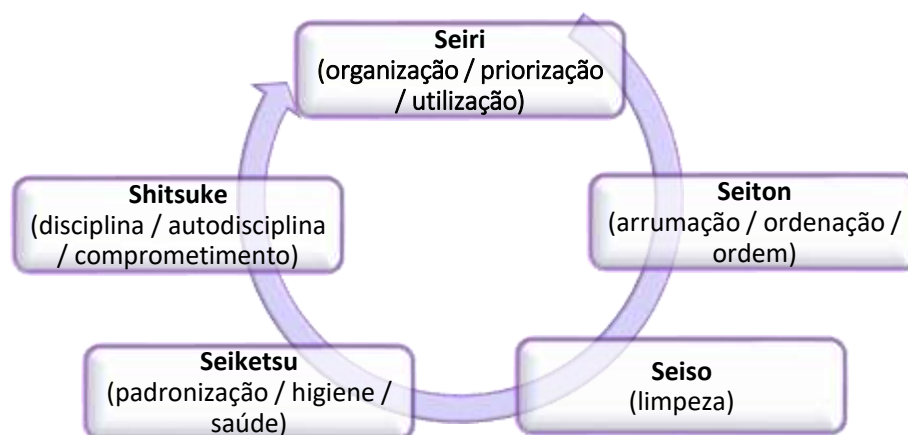 Seiri
(organização / priorização
/ utilização)
Seiton
(arrumação / ordenação /
ordem)
Seiso
(limpeza)
Seiketsu
(padronização / higiene /
saúde)
Shitsuke
(disciplina / autodisciplina
/ comprometimento)